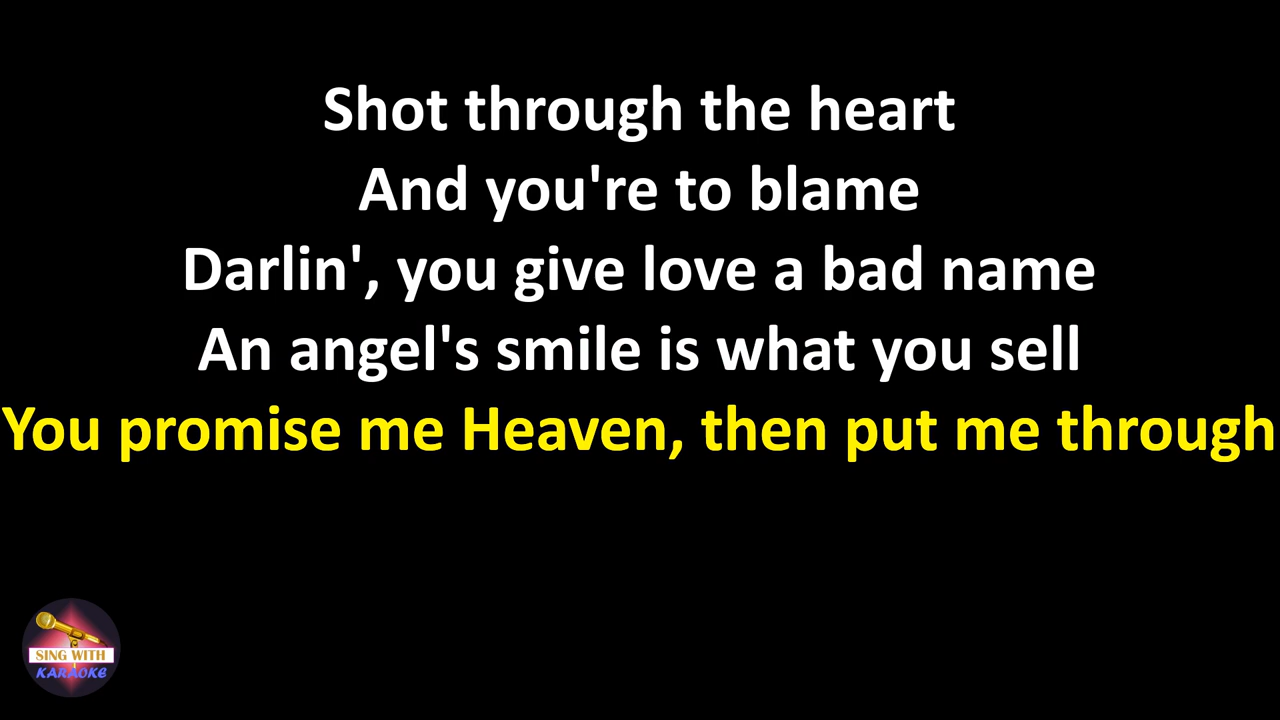 Shot through the heart
And you're to blame
Darlin', you give love a bad name
An angel's smile is what you sell
You promise me Heaven, then put me through
SING WITH
KARAOKE